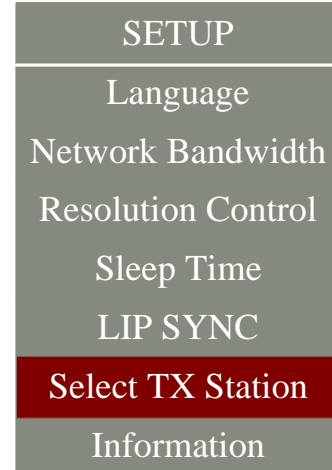 SETUP
Language
Network Bandwidth
Resolution Control
Sleep Time
LIP SYNC
Select TX Station
Information